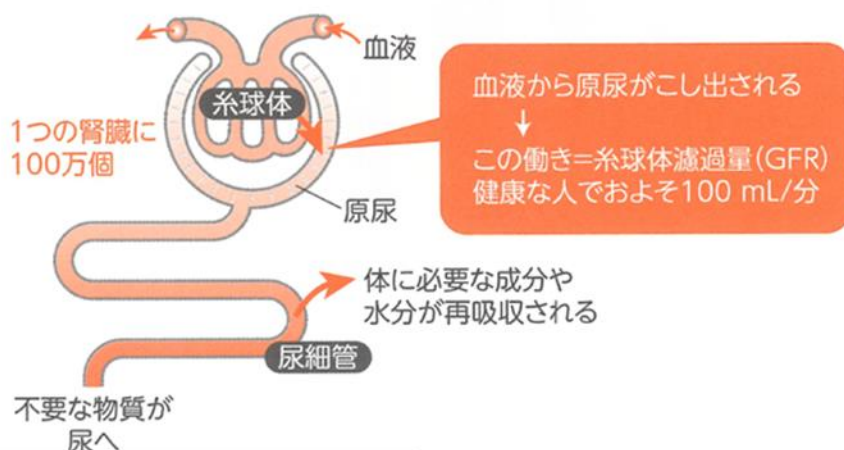 血液
糸球体
1つの腎臓に
100万個
原尿
血液から原尿がこし出される
↓
この働き=糸球体濾過量(GFR)
健康な人でおよそ100 mL/分
体に必要な成分や
水分が再吸収される
尿細管
不要な物質が
尿へ